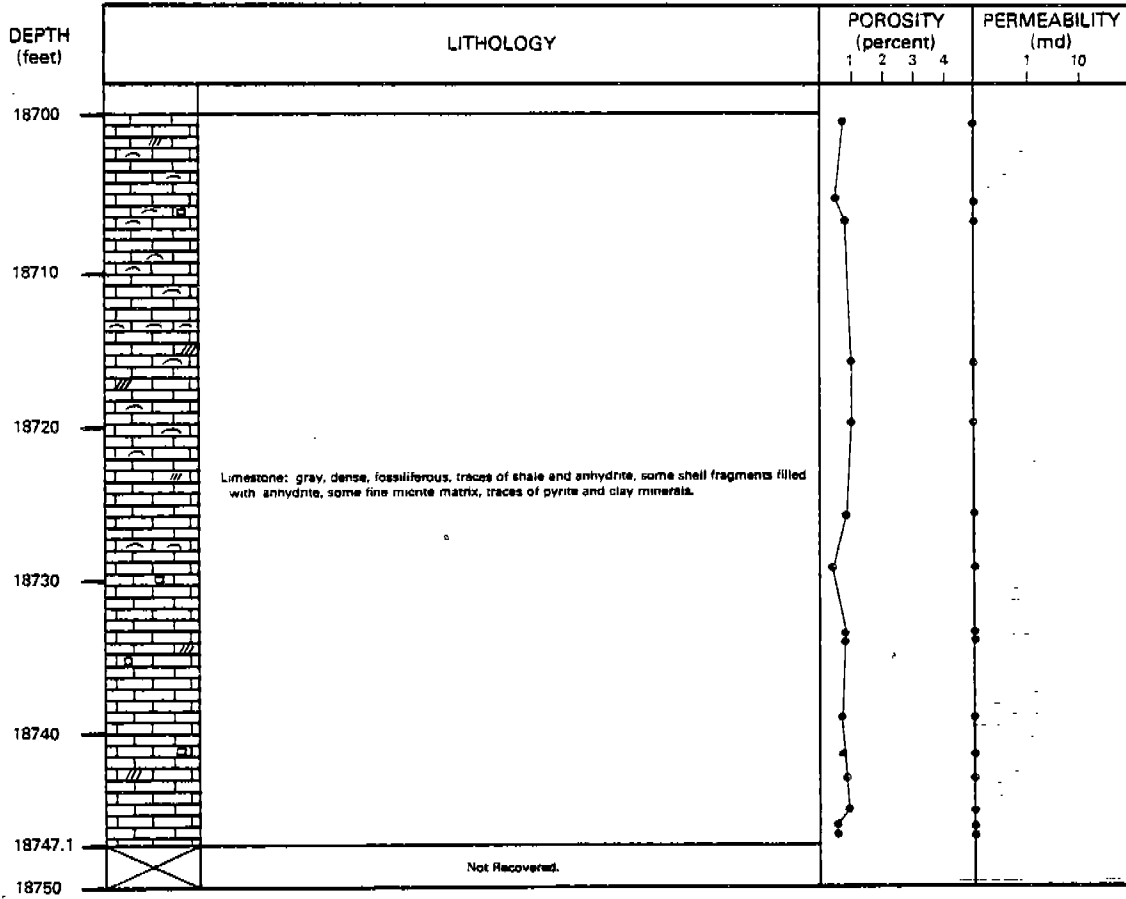 DEPTH
(feet)
LITHOLOGY
POROSITY
(percent)
1 2 3 4
PERMEABILITY
(md)
1 10
18700
18710
18720
Limestone: gray, dense, fossiliferous, traces of shale and anhydrite, some shell fragments filled
with anhydrite, some fine micrite matrix, traces of pyrite and clay minerals.
18730
18740
18747.1
Not Recovered.
18750